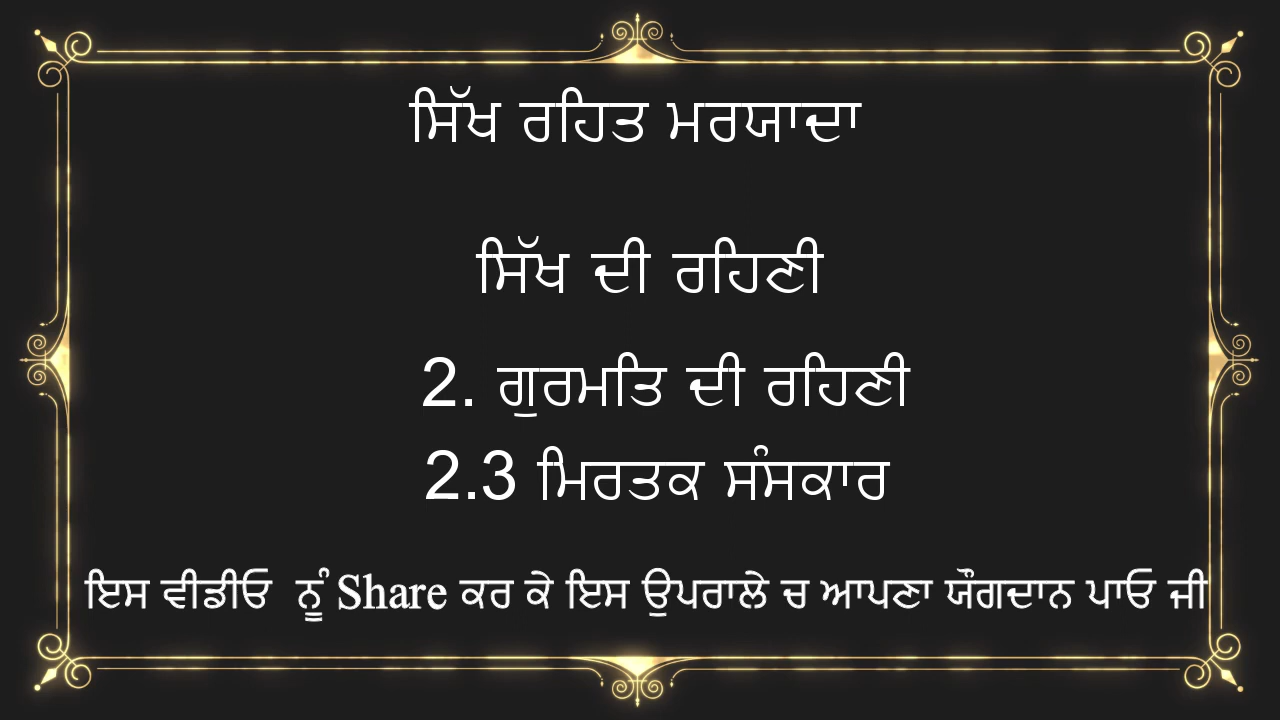 ਸਿੱਖ ਰਹਿਤ ਮਰਯਾਦਾ
ਸਿੱਖ ਦੀ ਰਹਿਣੀ
2. ਗੁਰਮਤਿ ਦੀ ਰਹਿਣੀ
2.3 ਮਿਰਤਕ ਸੰਸਕਾਰ
ਇਸ ਵੀਡੀਓ ਨੂੰ Share ਕਰ ਕੇ ਇਸ ਉਪਰਾਲੇ ਚ ਆਪਣਾ ਯੌਗਦਾਨ ਪਾਓ ਜੀ